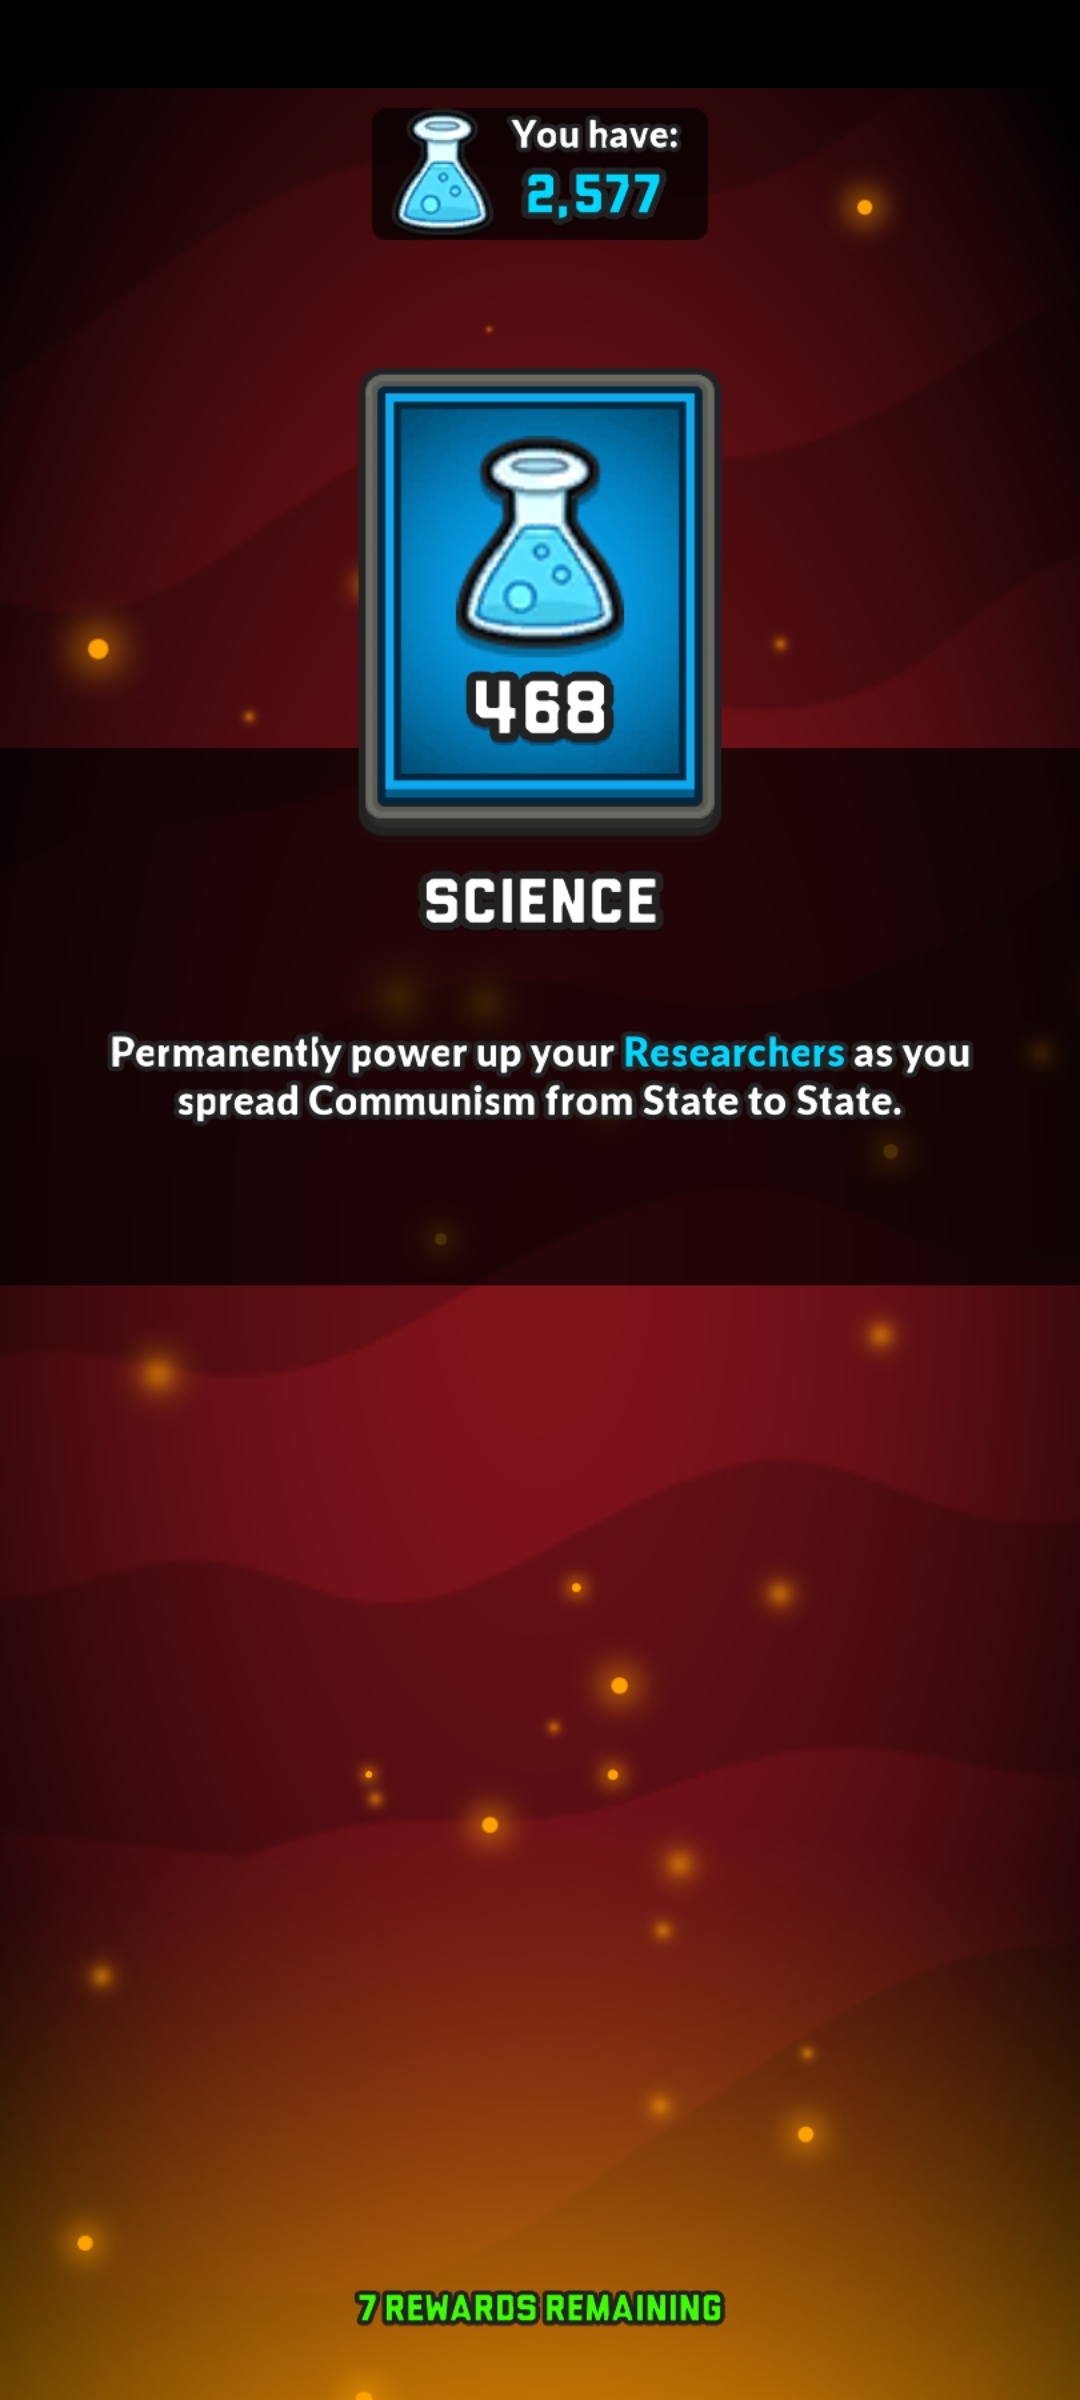 You have:
2,577
468
SCIENCE
Permanently power up your Researchers as you
spread Communism from State to State.
7 REWARDS REMAINING